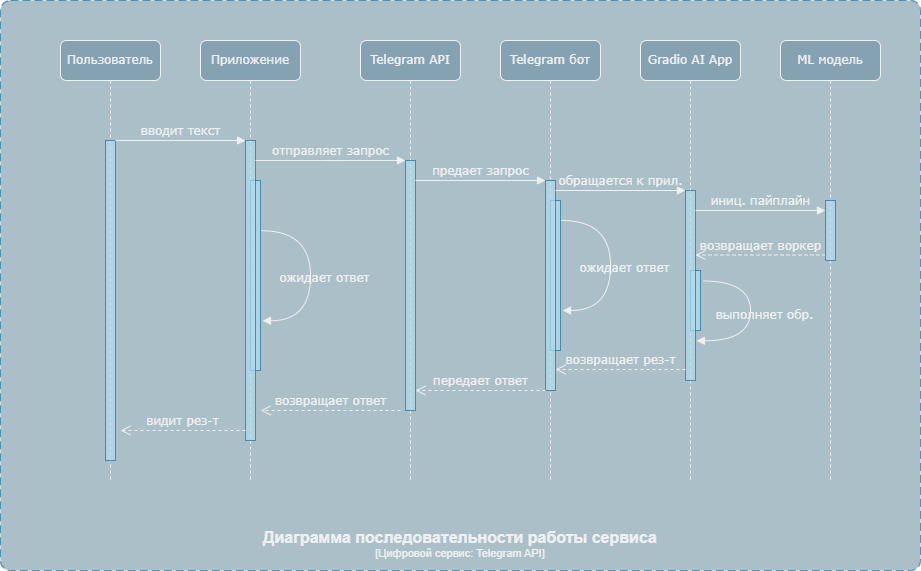 Пользователь
Приложение
Telegram API
Telegram бот
Gradio AI App
ML модель
вводит текст
отправляет запрос
предает запрос
обращается к прил.
иниц. пайплайн
возвращает воркер
ожидает ответ
ожидает ответ
выполняет обр.
возвращает рез-т
передает ответ
возвращает ответ
видит рез-т
Диаграмма последовательности работы сервиса
[Цифровой сервис: Telegram API]